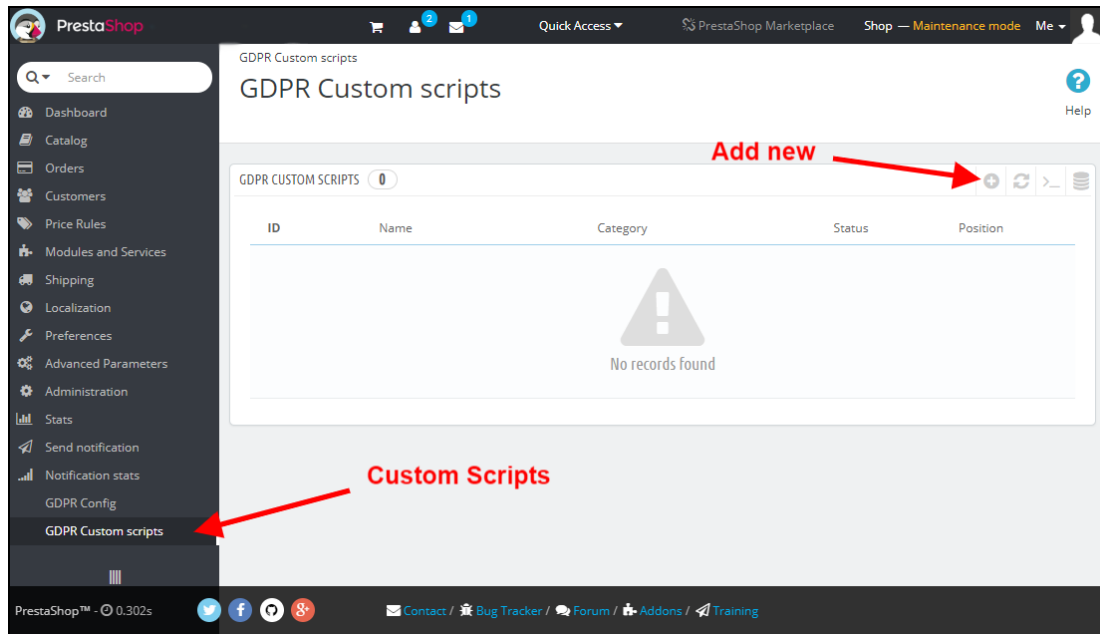 PrestaShop
2
1
Quick Access
PrestaShop Marketplace
Shop — Maintenance mode
Me
Search
Dashboard
Catalog
Orders
Customers
Price Rules
Modules and Services
Shipping
Localization
Preferences
Advanced Parameters
Administration
Stats
Send notification
Notification stats
GDPR Config
GDPR Custom scripts
GDPR Custom scripts
GDPR Custom scripts
Help
Add new
GDPR CUSTOM SCRIPTS 0
ID Name Category Status Position
No records found
Custom Scripts
PrestaShop™ - 0.302s
Contact / Bug Tracker / Forum / Addons / Training